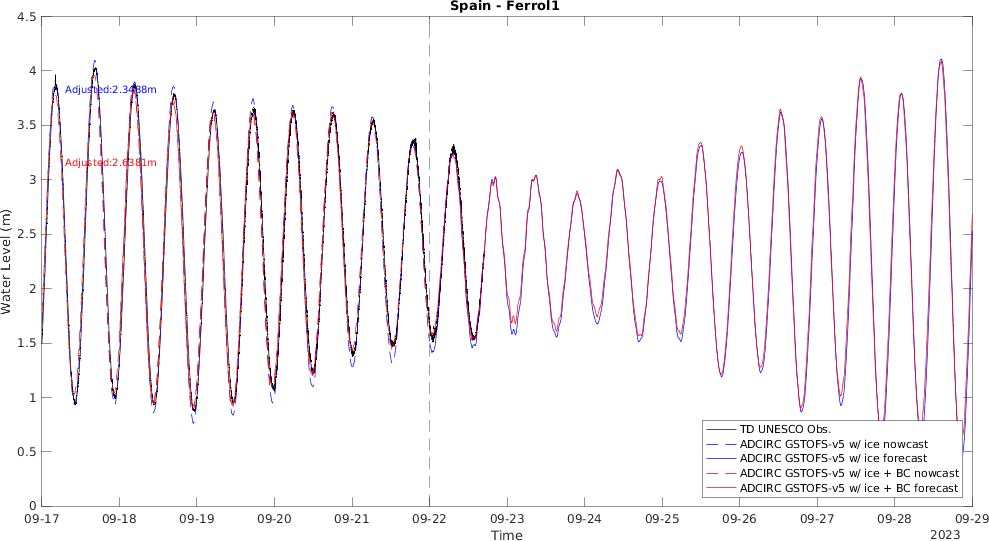 Spain - Ferrol1
4.5
4
3.5
3
2.5
2
1.5
1
0.5
0
Water Level (m)
Adjusted:2.3488m
Adjusted:2.6381m
TD UNESCO Obs.
ADCIRC GSTOFS-v5 w/ ice nowcast
ADCIRC GSTOFS-v5 w/ ice forecast
ADCIRC GSTOFS-v5 w/ ice + BC nowcast
ADCIRC GSTOFS-v5 w/ ice + BC forecast
09-17 09-18 09-19 09-20 09-21 09-22 09-23 09-24 09-25 09-26 09-27 09-28 09-29
Time
2023